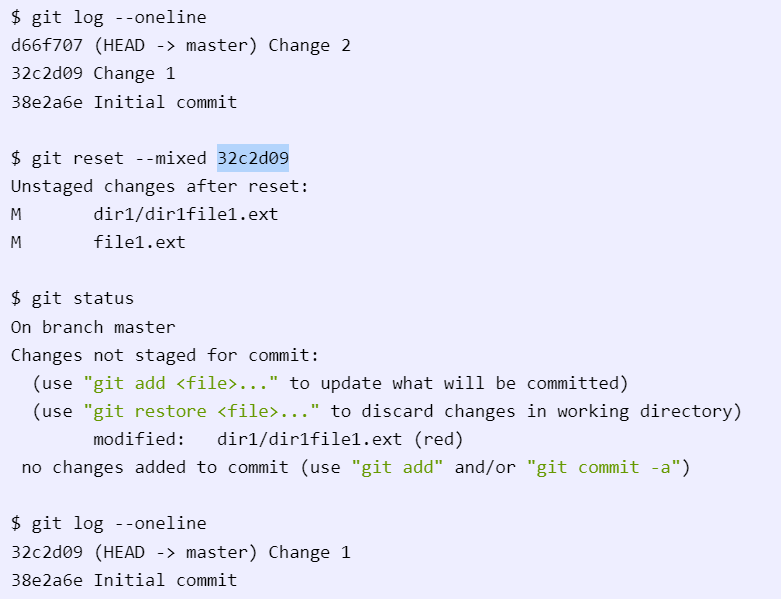 $ git log --oneline
d66f707 (HEAD -> master) Change 2
32c2d09 Change 1
38e2a6e Initial commit
$ git reset --mixed 32c2d09
Unstaged changes after reset:
M       dir1/dir1file1.ext
M       file1.ext
$ git status
On branch master
Changes not staged for commit:
  (use "git add <file>..." to update what will be committed)
  (use "git restore <file>..." to discard changes in working directory)
        modified:   dir1/dir1file1.ext (red)
 no changes added to commit (use "git add" and/or "git commit -a")
$ git log --oneline
32c2d09 (HEAD -> master) Change 1
38e2a6e Initial commit